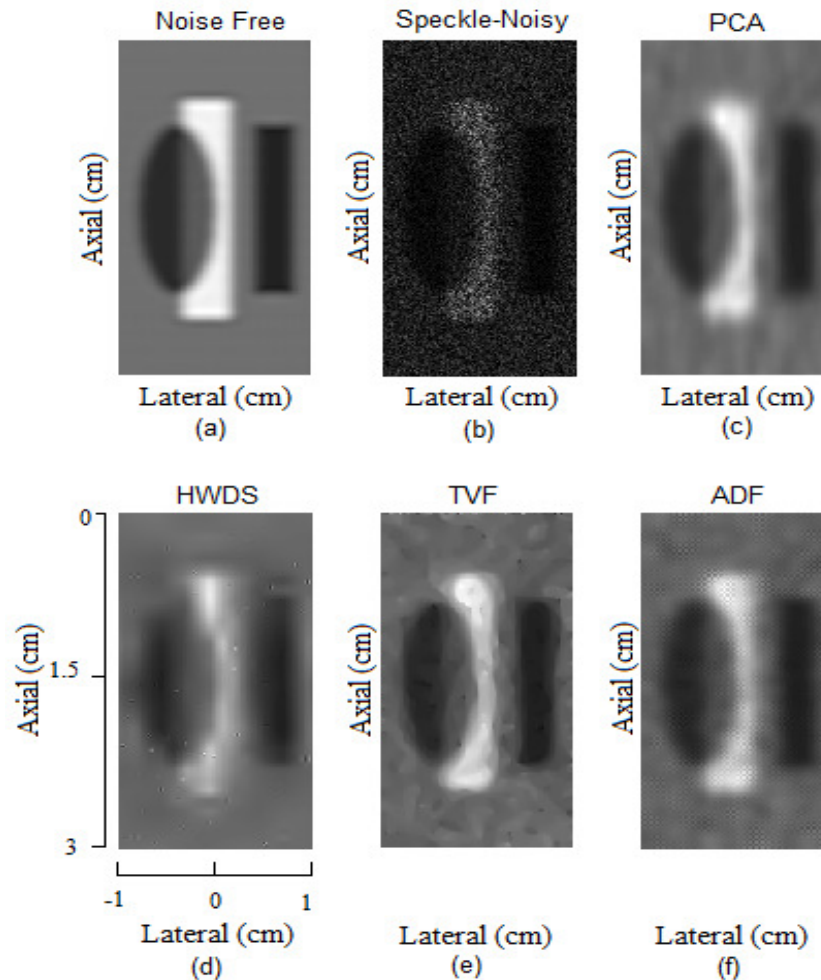 Noise Free
Speckle-Noisy
PCA
Axial (cm)
Axial (cm)
Axial (cm)
Lateral (cm)
Lateral (cm)
Lateral (cm)
(a)
(b)
(c)
HWDS
TVF
ADF
0
1.5
3
Axial (cm)
Axial (cm)
Axial (cm)
-1
0
1
Lateral (cm)
Lateral (cm)
Lateral (cm)
(d)
(e)
(f)